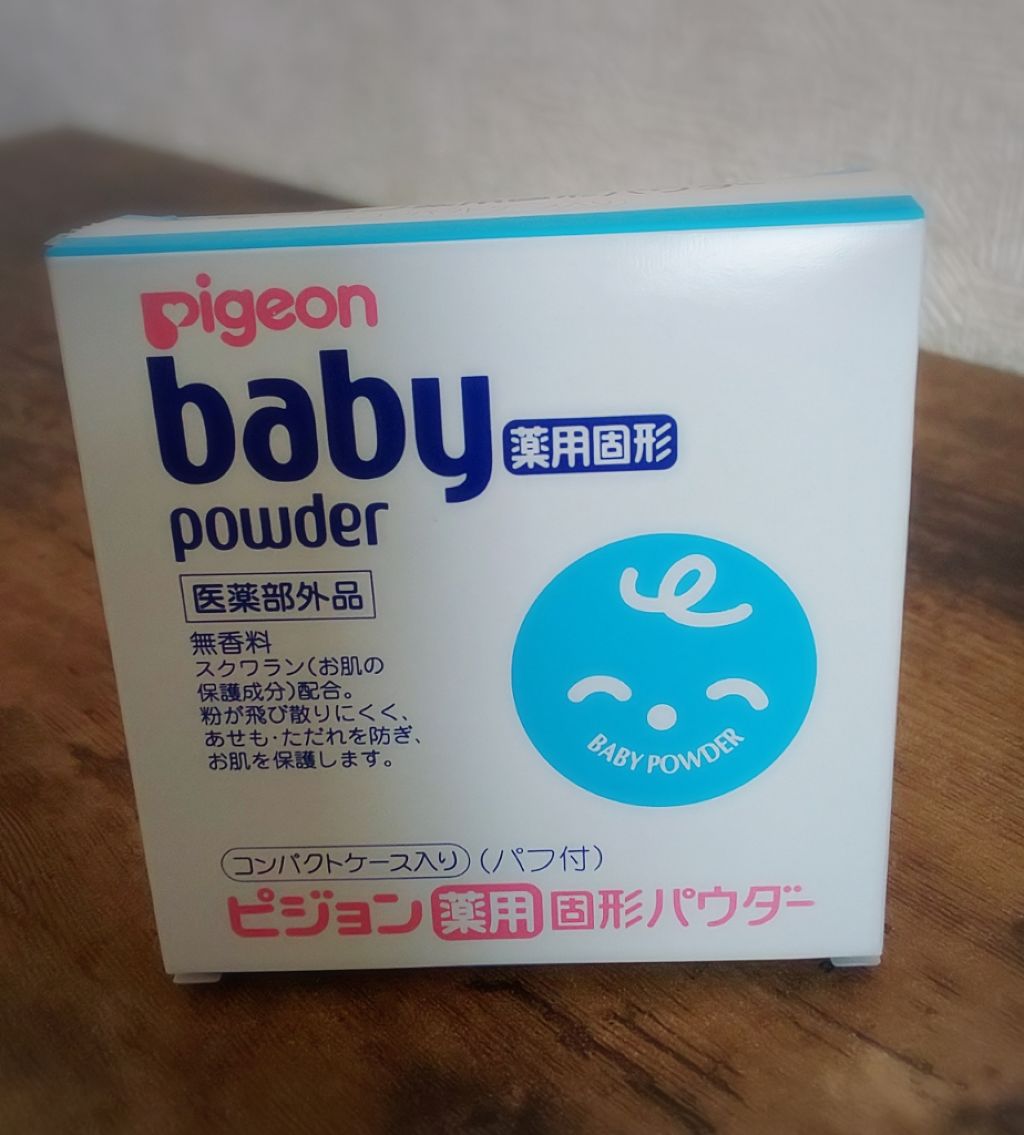 pigeon
baby 薬用固形
powder
医薬部外品
無香料
スクワラン(お肌の
保護成分)配合。
粉が飛び散りにくく、
あせも・ただれを防ぎ、
お肌を保護します。
BABY POWDER
コンパクトケース入り (パフ付)
ピジョン 薬用 固形パウダー